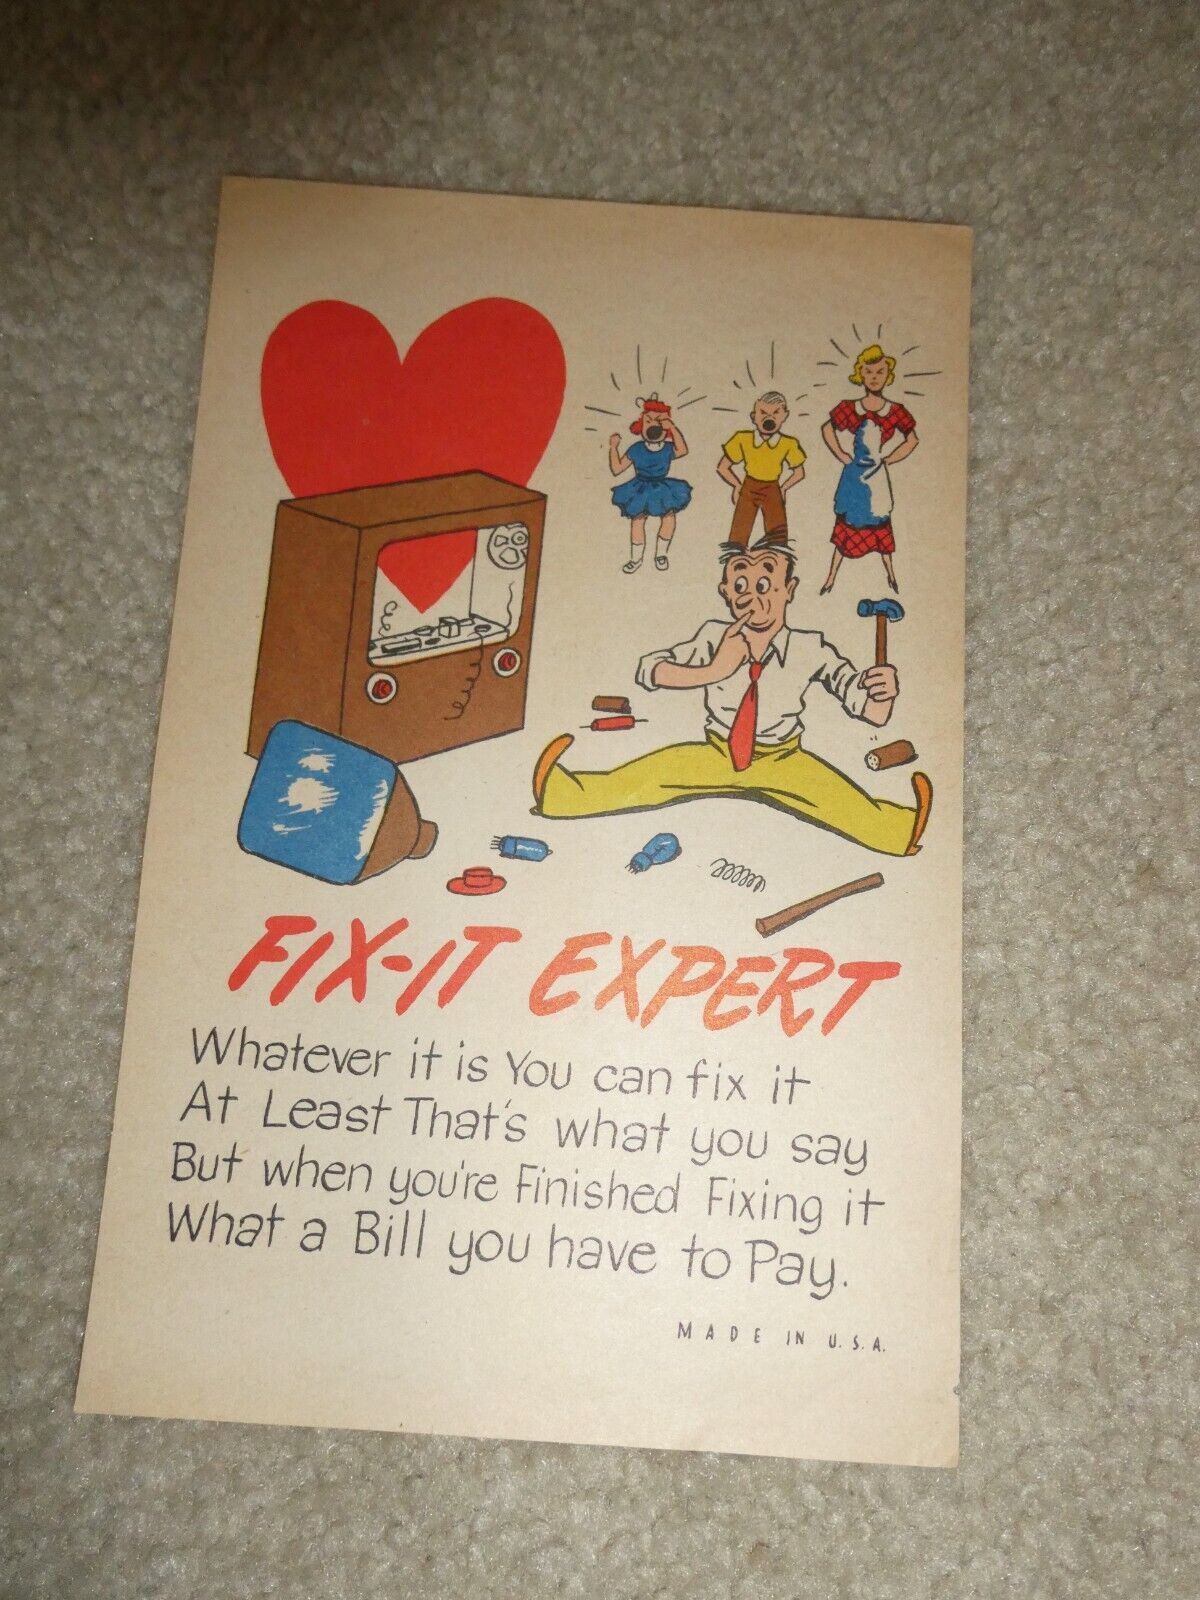 FIX-IT EXPERT
Whatever it is You can fix it
At Least That's what you say
But when you're Finished Fixing it
What a Bill you have to Pay.
MADE IN U.S.A.